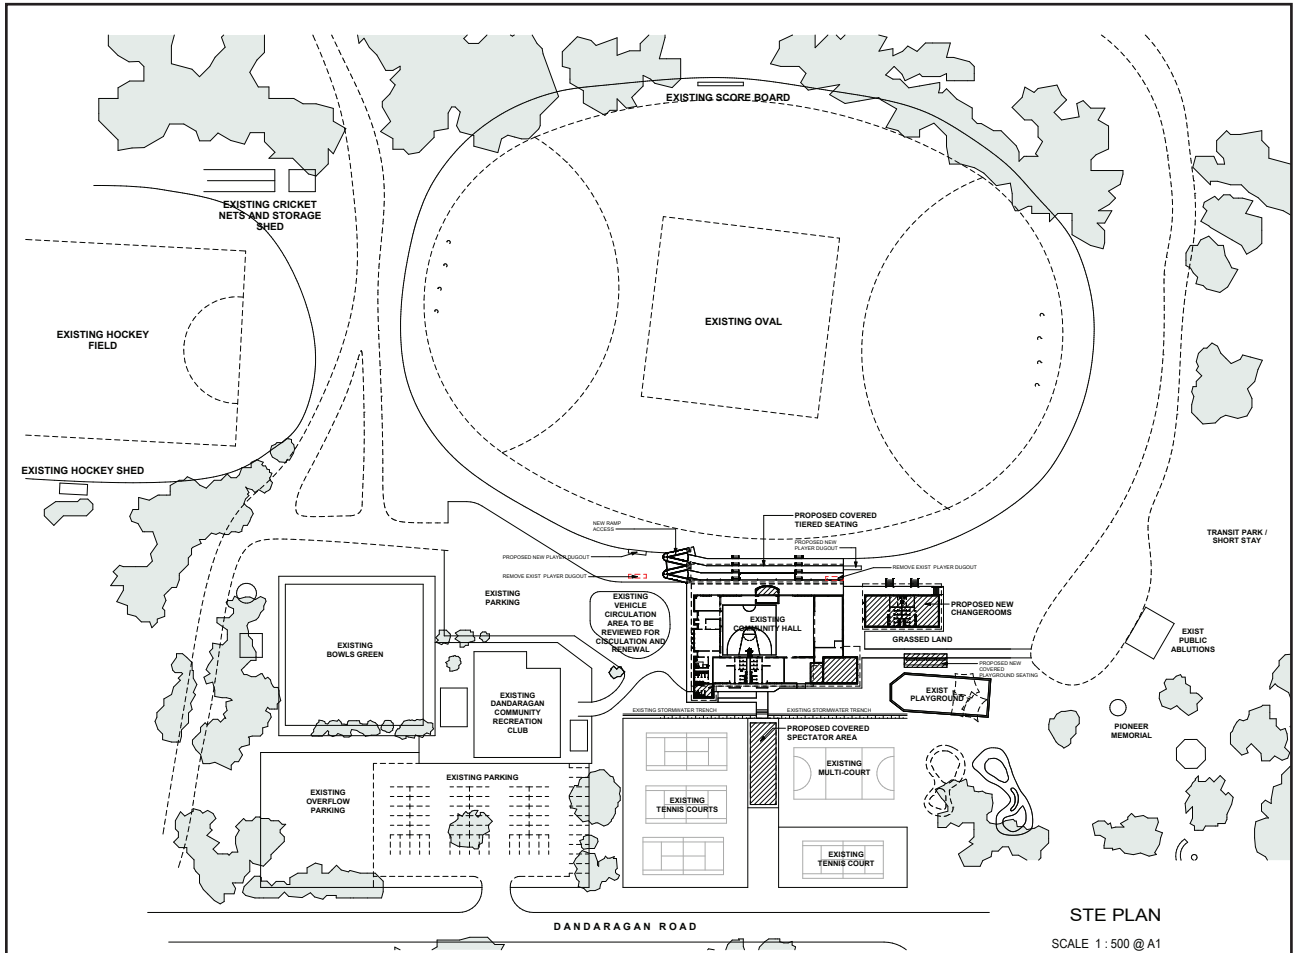 EXISTING SCORE BOARD
EXISTING CRICKET
NETS AND STORAGE
SHED
EXISTING HOCKEY
FIELD
EXISTING OVAL
EXISTING HOCKEY SHED
NEW RAMP
ACCESS
PROPOSED COVERED
TIERED SEATING
PROPOSED NEW
PLAYER DUGOUT
PROPOSED NEW PLAYER DUGOUT
REMOVE EXIST PLAYER DUGOUT
REMOVE EXIST PLAYER DUGOUT
TRANSIT PARK /
SHORT STAY
EXISTING
PARKING
EXISTING
VEHICLE
CIRCULATION
AREA TO BE
REVIEWED FOR
CISCULATION AND
RENEWAL
EXISTING
COMMUNITY HALL
PROPOSED NEW
CHANGEROOMS
GRASSED LAND
EXIST
PUBLIC
ABLUTIONS
EXISTING
BOWLS GREEN
PROPOSED NEW
COVERED
PLAYGROUND SEATING
EXIST
PLAYGROUND
EXISTING
DANDARAGAN
COMMUNITY
RECREATION
CLUB
EXISTING STORMWATER TRENCH
EXISTING STORMWATER TRENCH
PROPOSED COVERED
SPECTATOR AREA
PIONEER
MEMORIAL
EXISTING
MULTI-COURT
EXISTING PARKING
EXISTING
OVERFLOW
PARKING
EXISTING
TENNIS COURTS
EXISTING
TENNIS COURT
DANDARAGAN ROAD
STE PLAN
SCALE 1 : 500 @ A1